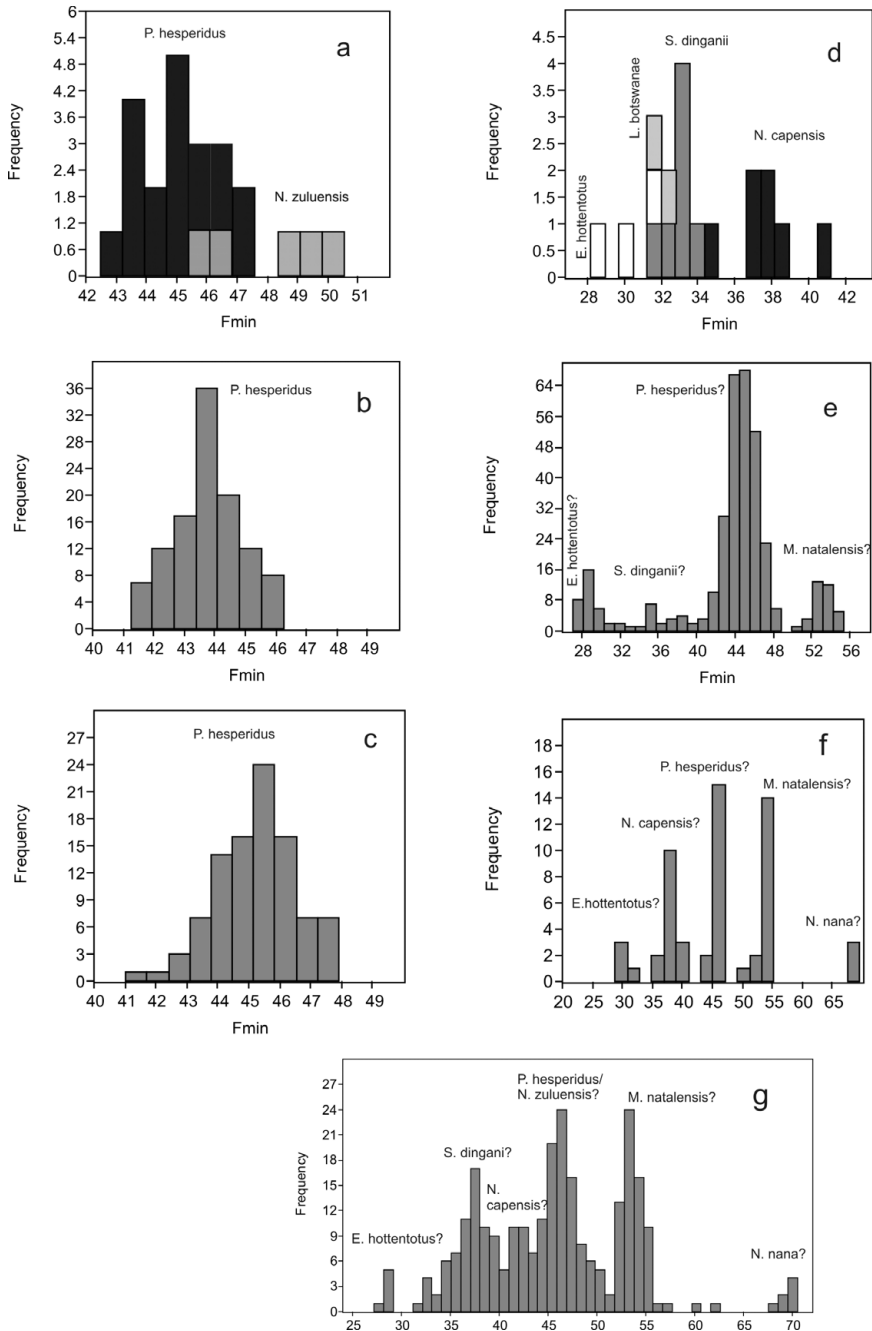 a
P. hesperidus
N. zuluensis
Frequency
6
5.4
4.8
4.2
3.6
3
2.4
1.8
1.2
0.6
0
42 43 44 45 46 47 48 49 50 51
Fmin
d
S. dinganii
L. botswanae
N. capensis
E. hottentotus
Frequency
4.5
4
3.5
3
2.5
2
1.5
1
0.5
0
28 30 32 34 36 38 40 42
Fmin
b
P. hesperidus
Frequency
36
32
28
24
20
16
12
8
4
0
40 41 42 43 44 45 46 47 48 49
Fmin
e
P. hesperidus?
E. hottentotus?
S. dinganii?
M. natalensis?
Frequency
64
56
48
40
32
24
16
8
0
28 32 36 40 44 48 52 56
Fmin
c
P. hesperidus
Frequency
27
24
21
18
15
12
9
6
3
0
40 41 42 43 44 45 46 47 48 49
Fmin
f
P. hesperidus?
M. natalensis?
N. capensis?
E.hottentotus?
N. nana?
Frequency
18
16
14
12
10
8
6
4
2
0
20 25 30 35 40 45 50 55 60 65
g
P. hesperidus/
N. zuluensis?
M. natalensis?
S. dingani?
N.
capensis?
E. hottentotus?
N. nana?
Frequency
27
24
21
18
15
12
9
6
3
0
25 30 35 40 45 50 55 60 65 70